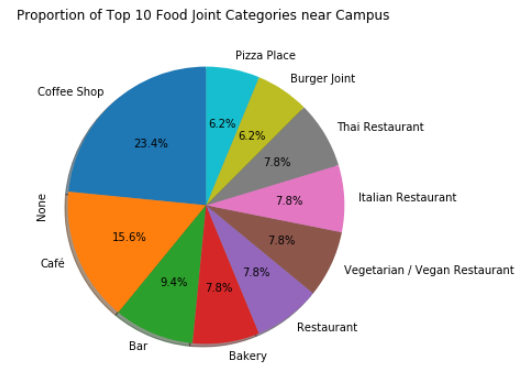 Proportion of Top 10 Food Joint Categories near Campus
Pizza Place
Burger Joint
Coffee Shop
Thai Restaurant
6.2%
6.2%
23.4%
7.8%
None
7.8%
Italian Restaurant
15.6%
7.8%
Café
9.4%
7.8%
7.8%
Vegetarian / Vegan Restaurant
Restaurant
Bar
Bakery